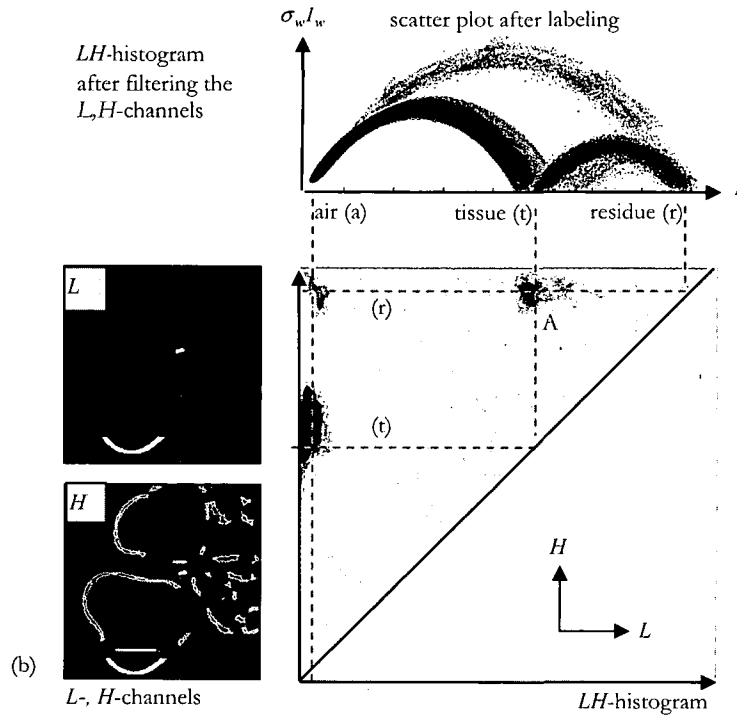 LH-histogram
after filtering the
L,H-channels
σwIw
scatter plot after labeling
air (a)
tissue (t)
residue (r)
L
H
(b)
L-, H-channels
(r)
A
(t)
H
L
LH-histogram